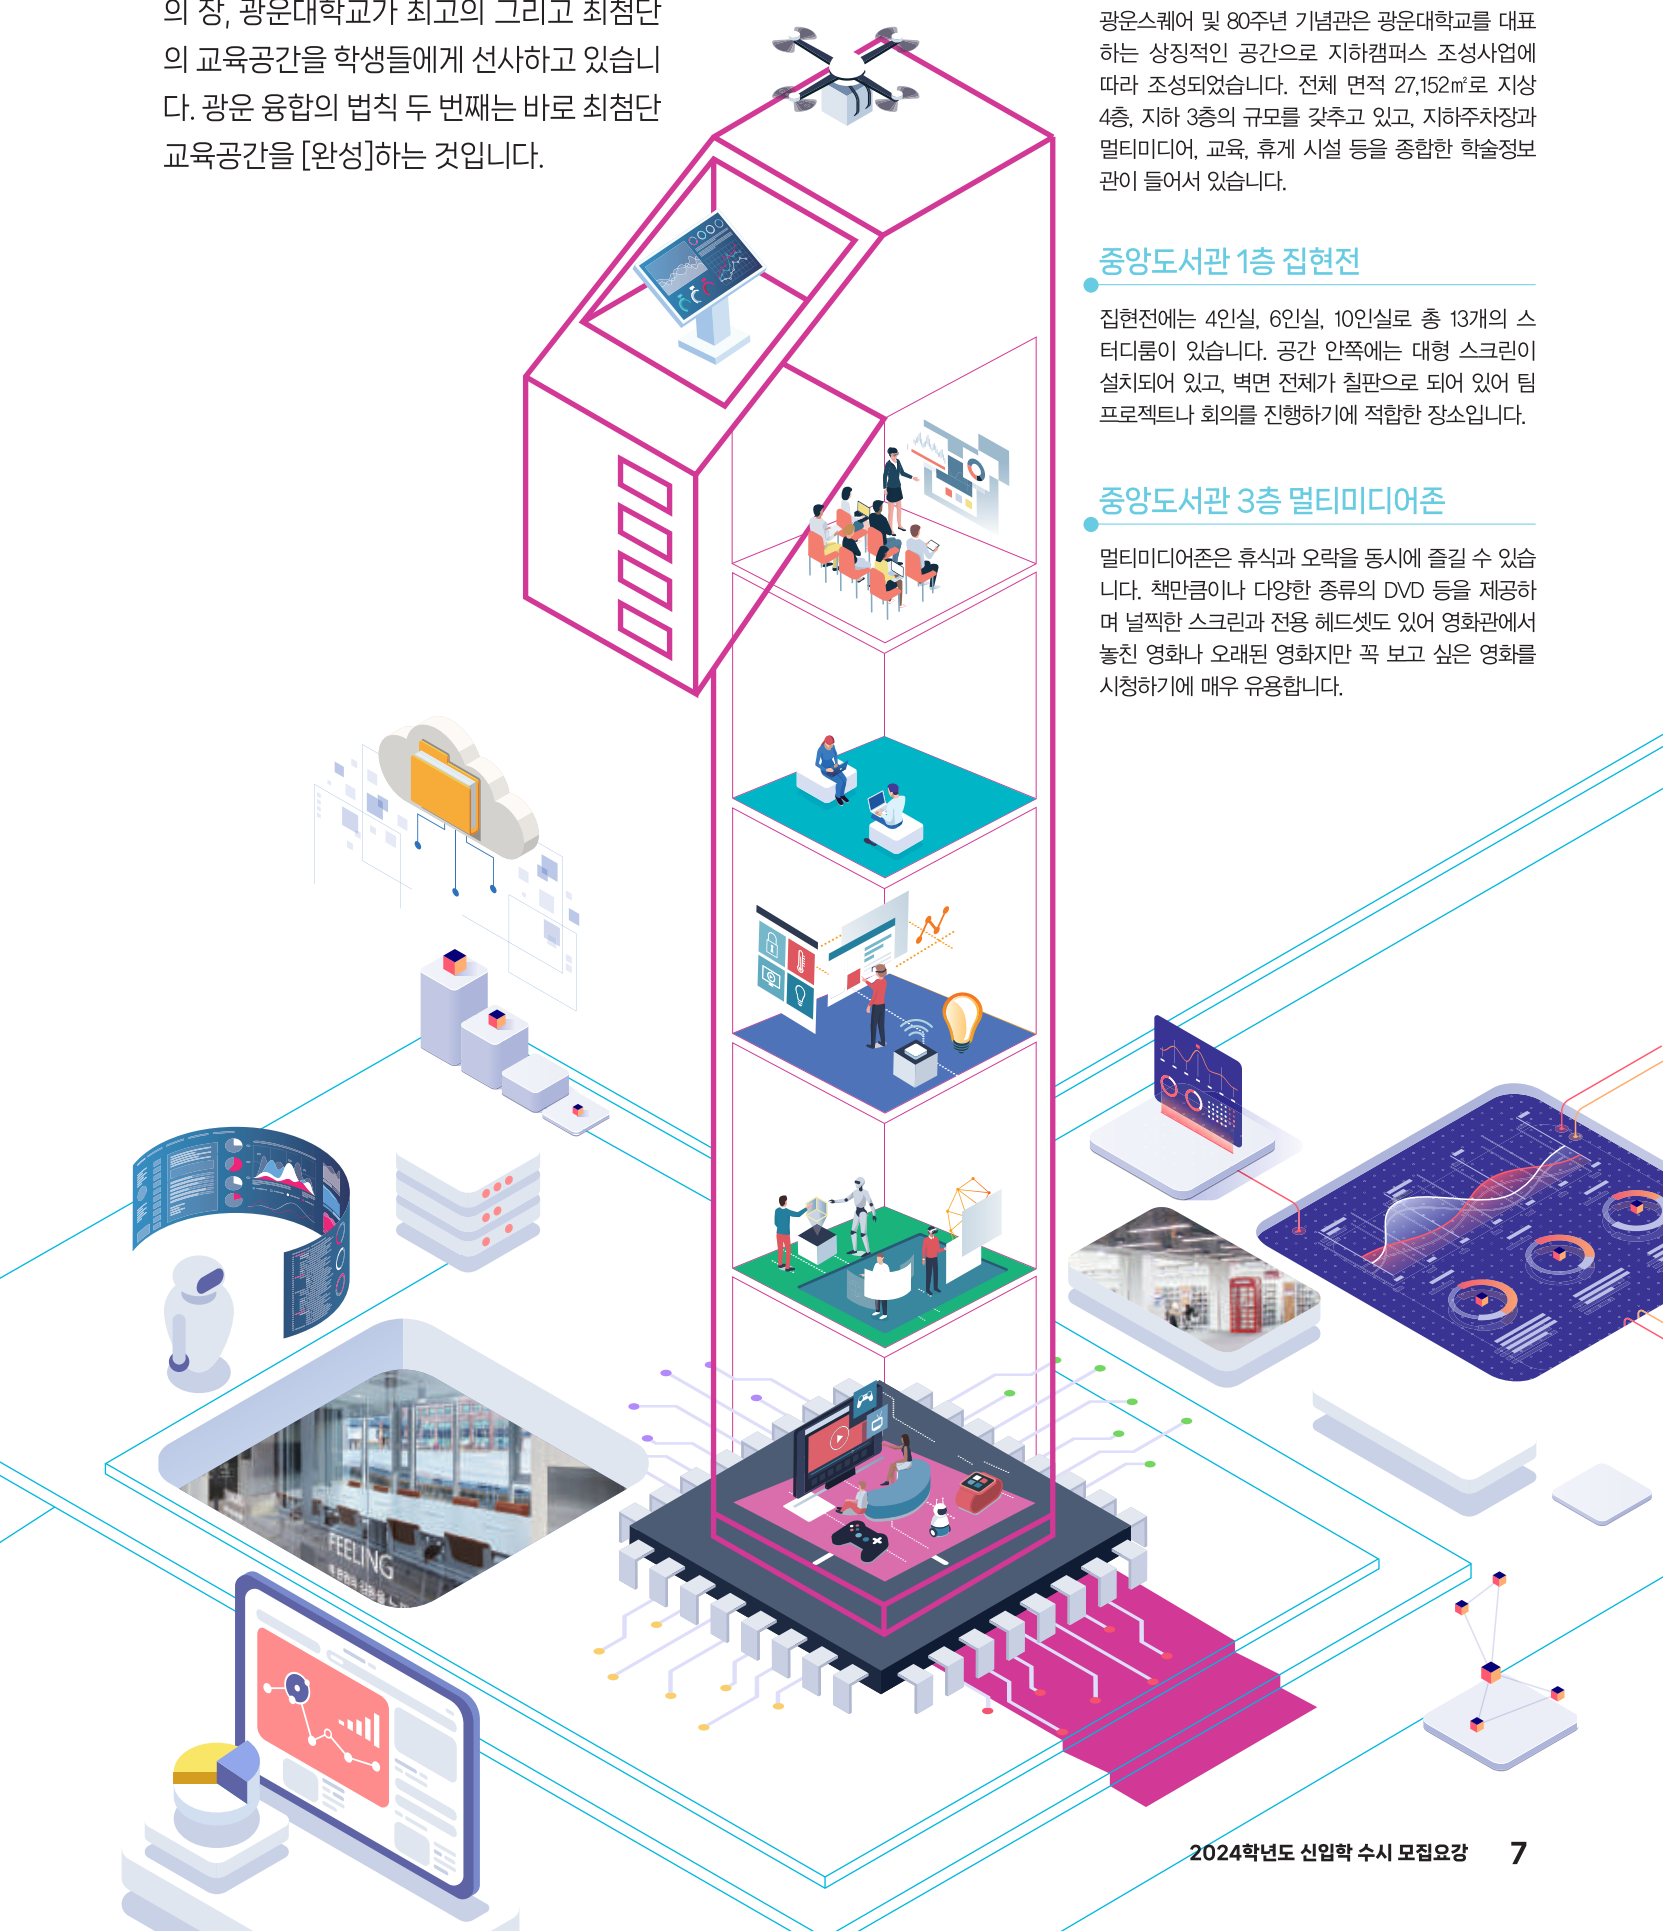 의 장, 광운대학교가 최고의 그리고 최첨단
의 교육공간을 학생들에게 선사하고 있습니
다. 광운 융합의 법칙 두 번째는 바로 최첨단
교육공간을 [완성]하는 것입니다.
광운스퀘어 및 80주년 기념관은 광운대학교를 대표
하는 상징적인 공간으로 지하캠퍼스 조성사업에
따라 조성되었습니다. 전체 면적 27,152㎡로 지상
4층, 지하 3층의 규모를 갖추고 있고, 지하주차장과
멀티미디어, 교육, 휴게 시설 등을 종합한 학술정보
관이 들어서 있습니다.
중앙도서관 1층 집현전
집현전에는 4인실, 6인실, 10인실로 총 13개의 스
터디룸이 있습니다. 공간 안쪽에는 대형 스크린이
설치되어 있고, 벽면 전체가 칠판으로 되어 있어 팀
프로젝트나 회의를 진행하기에 적합한 장소입니다.
중앙도서관 3층 멀티미디어존
멀티미디어존은 휴식과 오락을 동시에 즐길 수 있습
니다. 책만큼이나 다양한 종류의 DVD 등을 제공하
며 널찍한 스크린과 전용 헤드셋도 있어 영화관에서
놓친 영화나 오래된 영화지만 꼭 보고 싶은 영화를
시청하기에 매우 유용합니다.
FEELING
2024학년도 신입학 수시 모집요강 7